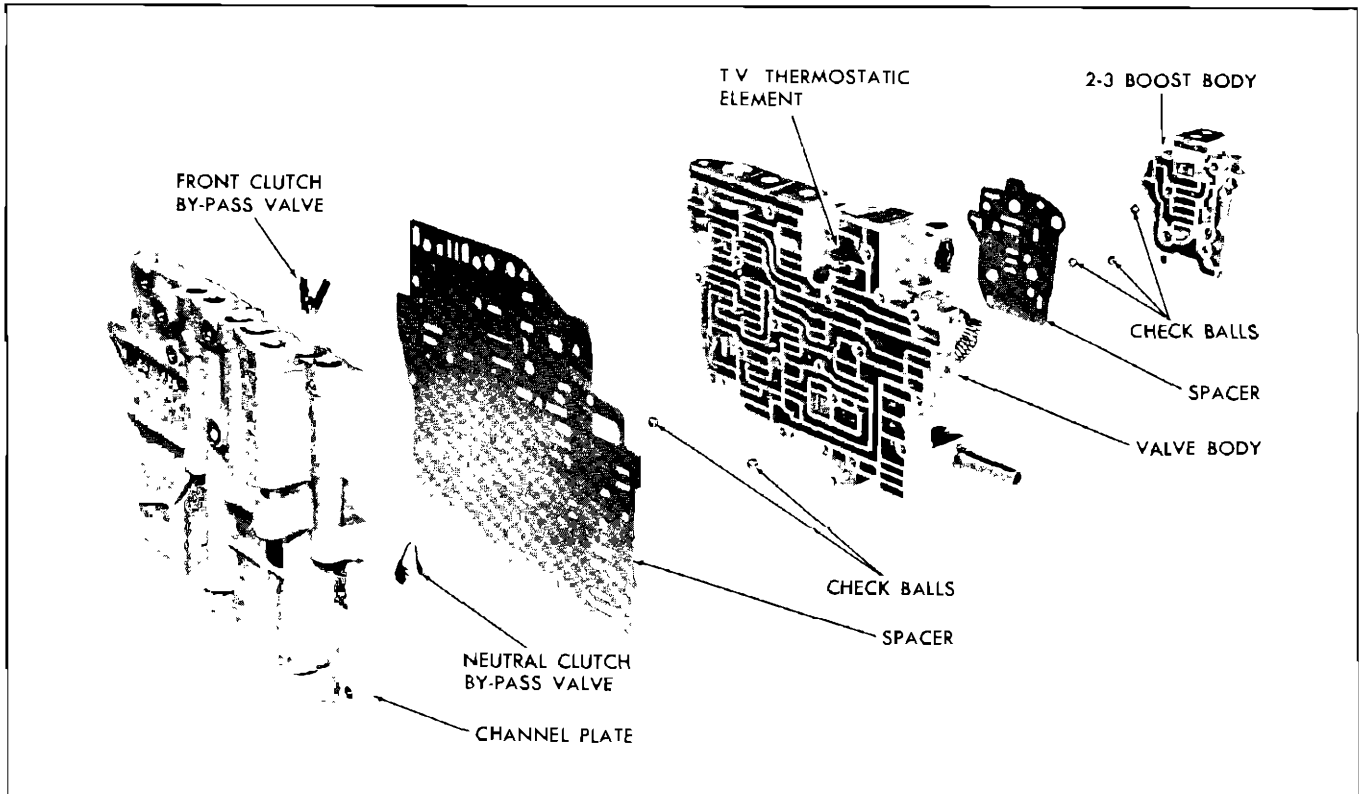 T V THERMOSTATIC
ELEMENT
2-3 BOOST BODY
FRONT CLUTCH
BY-PASS VALVE
CHECK BALLS
SPACER
VALVE BODY
CHECK BALLS
SPACER
NEUTRAL CLUTCH
BY-PASS VALVE
CHANNEL PLATE